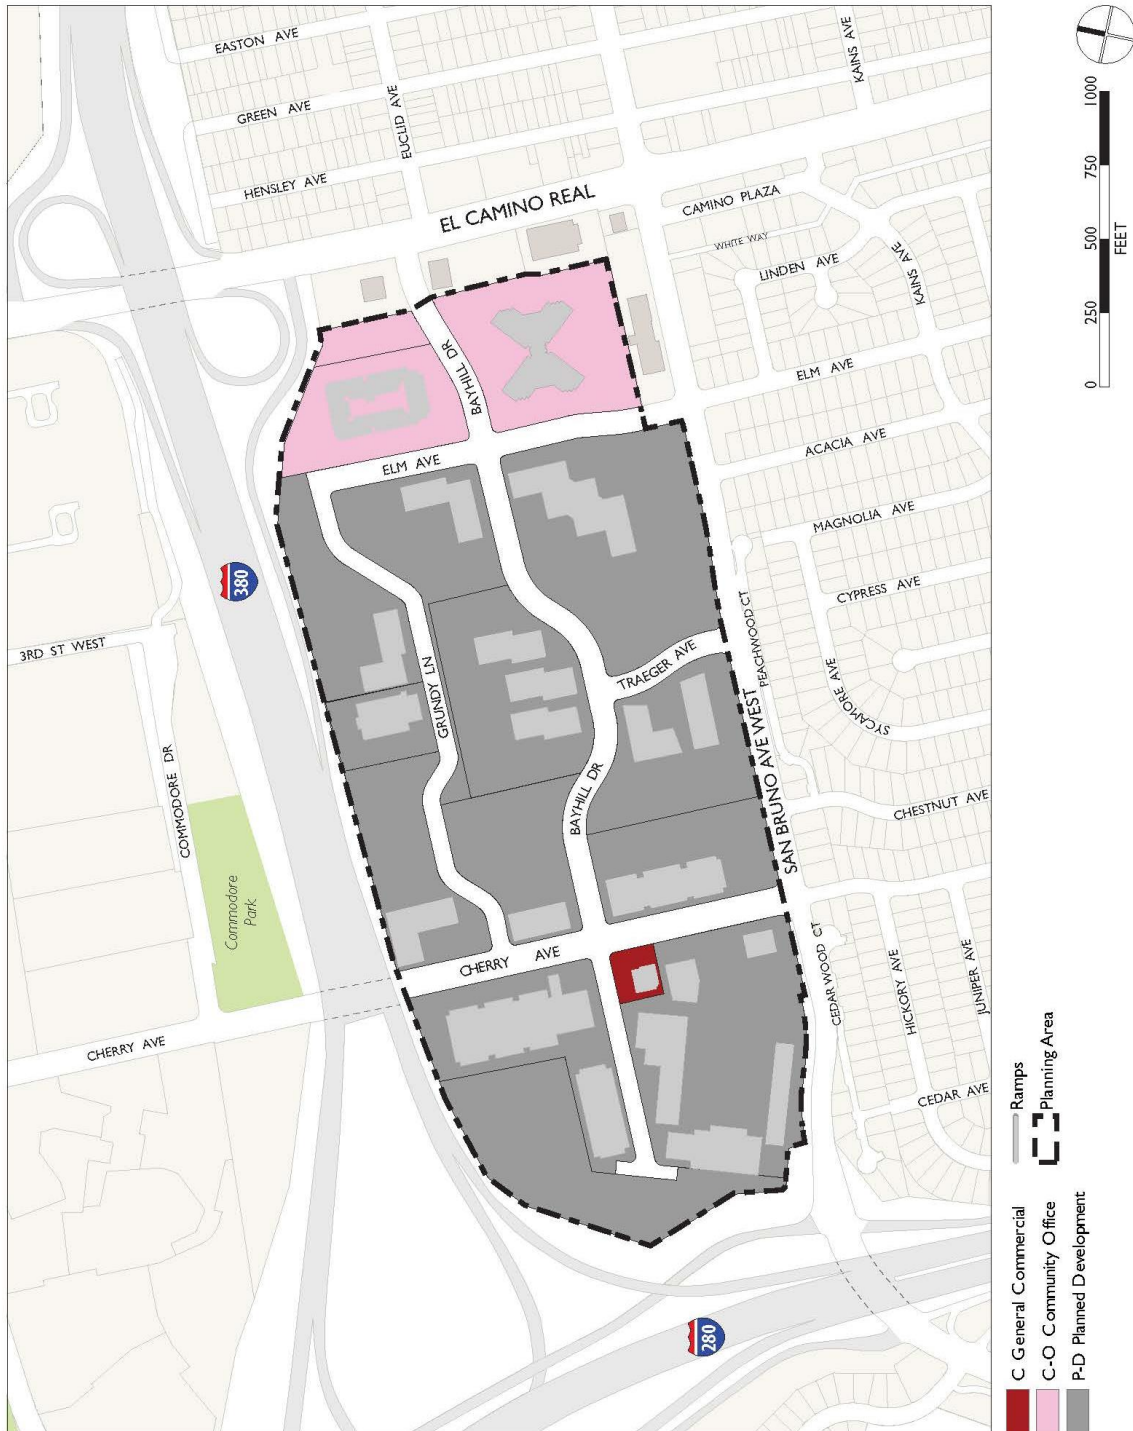 EASTON AVE
GREEN AVE
HENSLEY AVE
EUCLID AVE
KAINS AVE
EL CAMINO REAL
CAMINO PLAZA
WHITE WAY
LINDEN AVE
KAINS AVE
ELM AVE
ACACIA AVE
MAGNOLIA AVE
CYPRESS AVE
SYCAMORE AVE
PEACHWOOD CT
CHESTNUT AVE
SAN BRUNO AVE WEST
BAYHILL DR
ELM AVE
380
3RD ST WEST
COMMODORE DR
Commodore
Park
GRUNDY LN
TRAEGER AVE
BAYHILL DR
CHERRY AVE
CHERRY AVE
CEDARWOOD CT
HICKORY AVE
JUNIPER AVE
CEDAR AVE
280
0 250 500 750 1000
FEET
C General Commercial
C-O Community Office
P-D Planned Development
Ramps
Planning Area